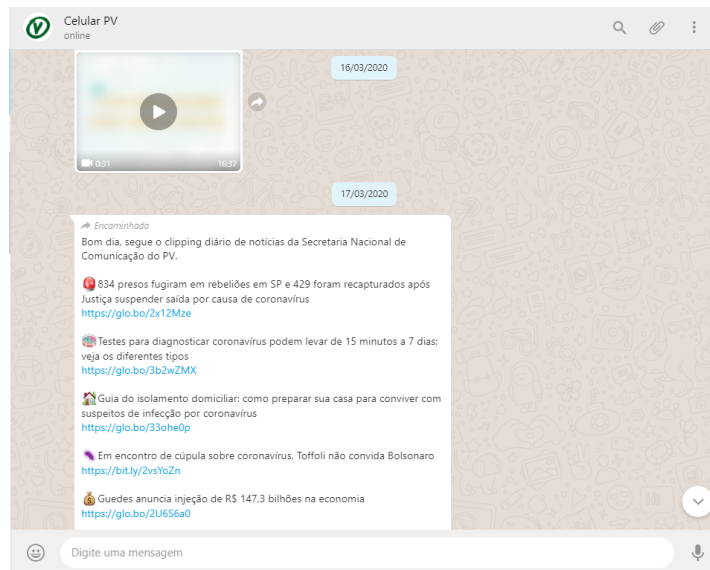 Celular PV
online
16/03/2020
0:31 16:37
17/03/2020
Encaminhada
Bom dia, segue o clipping diário de notícias da Secretaria Nacional de
Comunicação do PV.
834 presos fugiram em rebeliões em SP e 429 foram recapturados após
Justiça suspender saída por causa de coronavírus
https://glo.bo/2x12Mze
Testes para diagnosticar coronavírus podem levar de 15 minutos a 7 dias;
veja os diferentes tipos
https://glo.bo/3b2wZMX
Guia do isolamento domiciliar: como preparar sua casa para conviver com
suspeitos de infecção por coronavírus
https://glo.bo/33ohe0p
Em encontro de cúpula sobre coronavírus, Toffoli não convida Bolsonaro
https://bit.ly/2vsYoZn
Guedes anuncia injeção de R$ 147,3 bilhões na economia
https://glo.bo/2U6S6a0
Digite uma mensagem